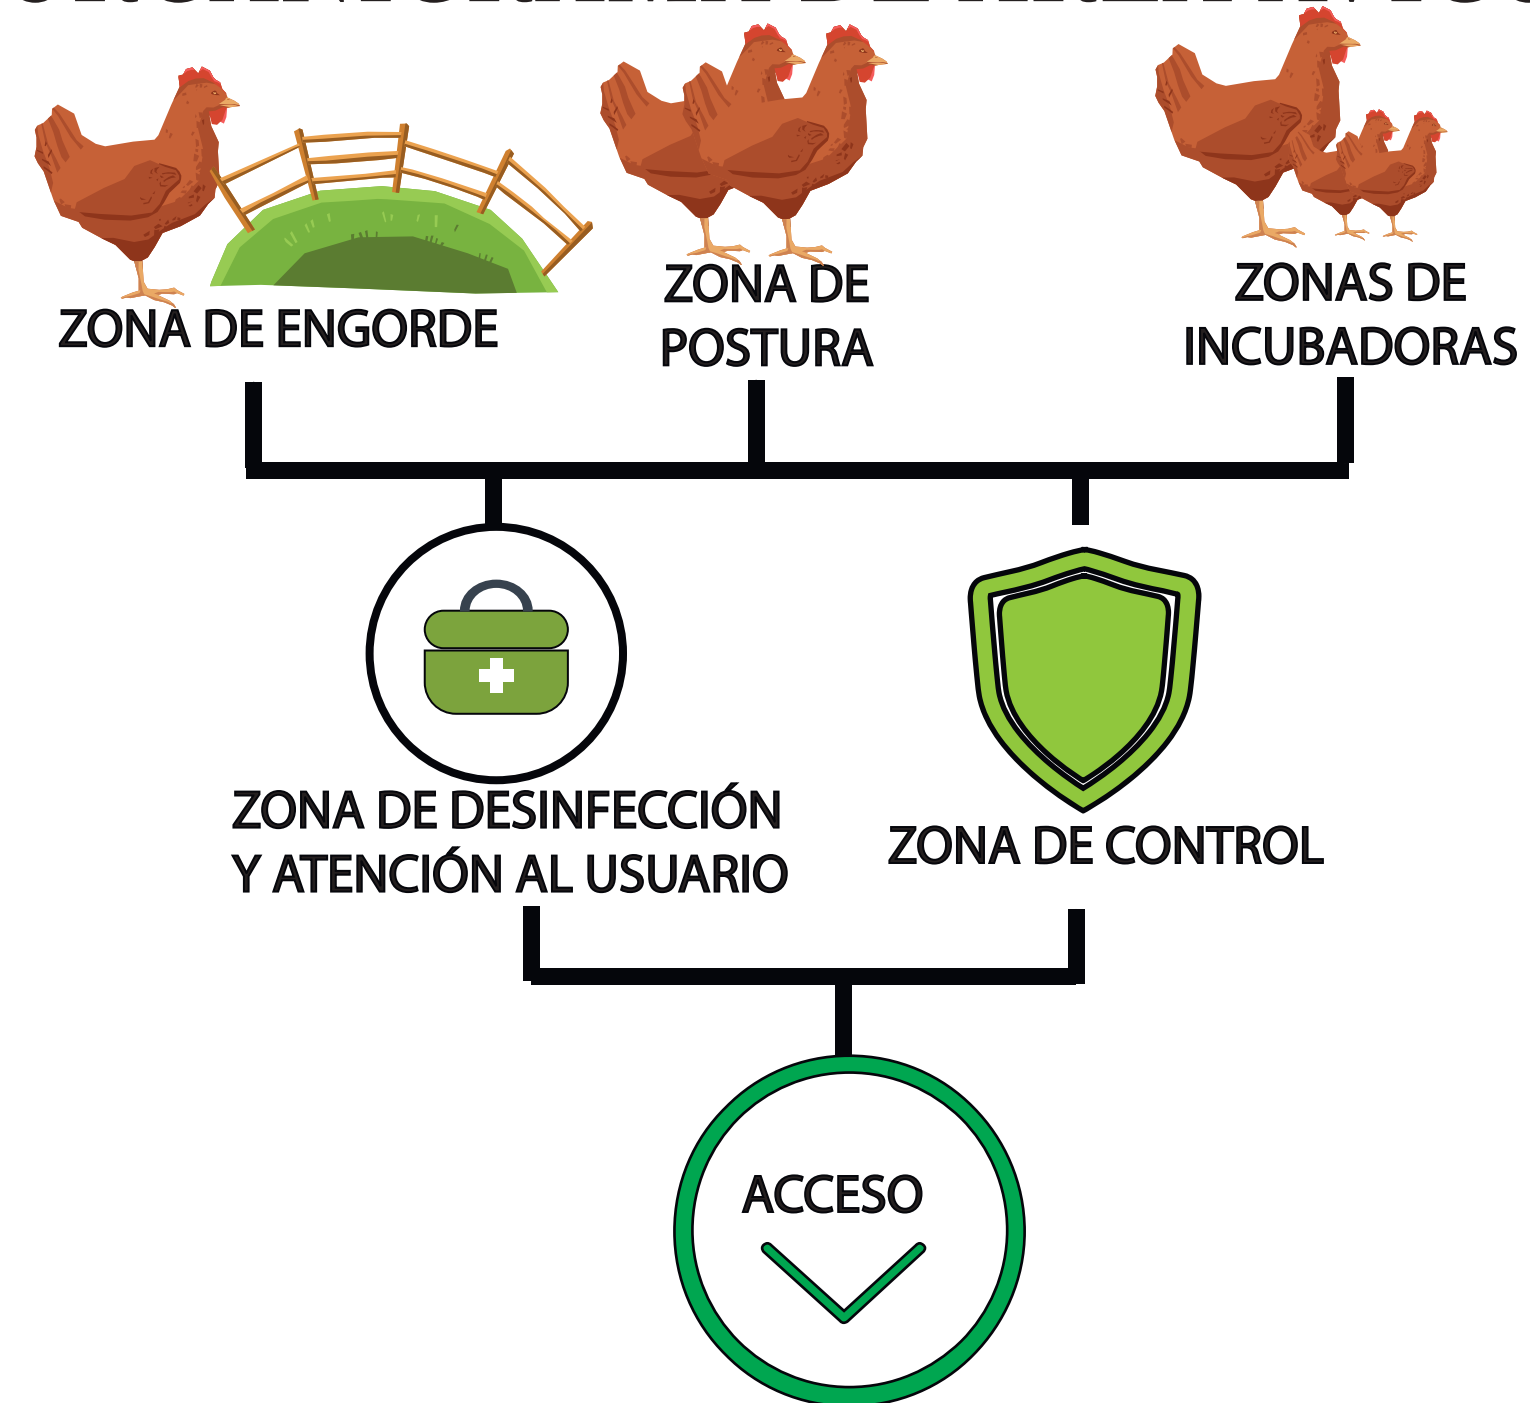 ZONA DE ENGORDE
ZONA DE
POSTURA
ZONAS DE
INCUBADORAS
ZONA DE DESINFECCIÓN
Y ATENCIÓN AL USUARIO
ZONA DE CONTROL
ACCESO